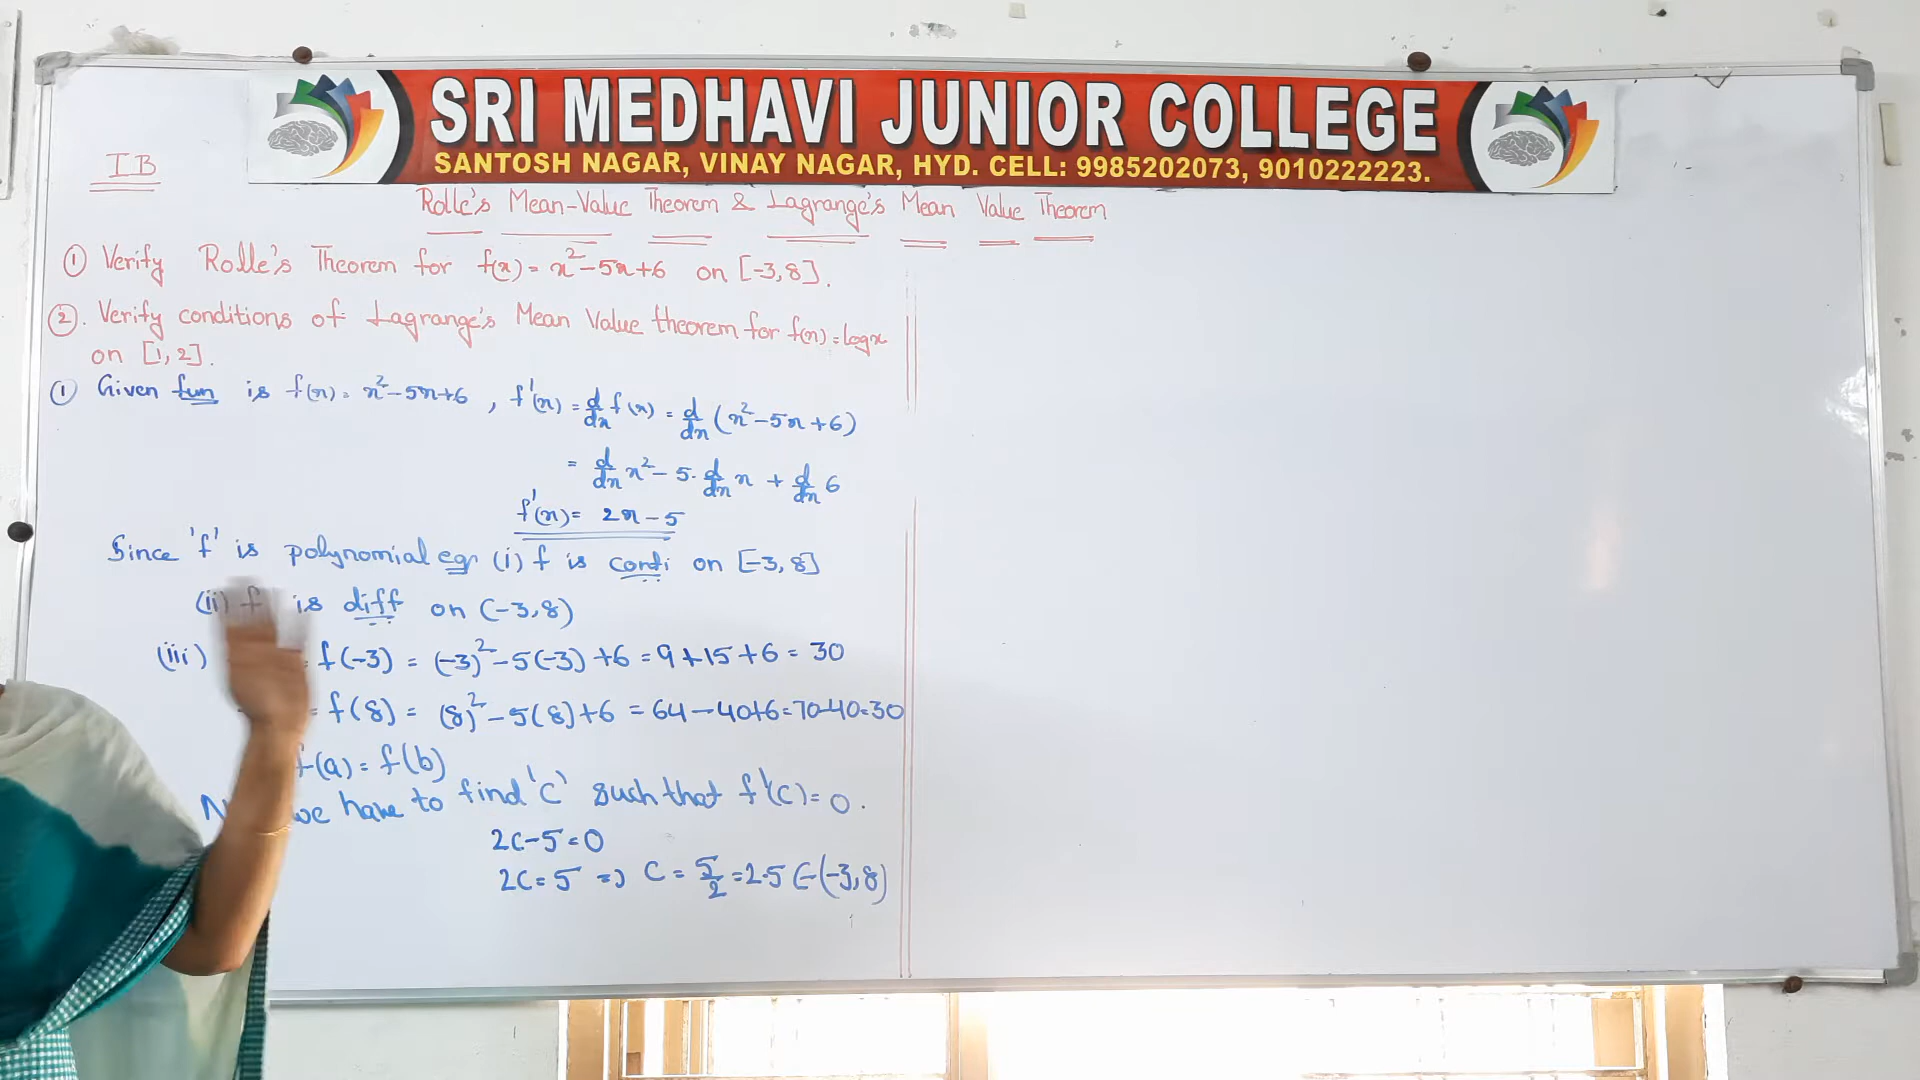 SRI MEDHAVI JUNIOR COLLEGE
SANTOSH NAGAR, VINAY NAGAR, HYD. CELL: 9985202073, 9010222223.
IB
Rolle's Mean-Value Theorem & Lagrange's Mean Value Theorem
① Verify Rolle's Theorem for f(x) = x² - 5x + 6 on [-3, 8].
②. Verify conditions of Lagrange's Mean Value theorem for f(x) = log x
on [1, 2].
① Given fun is f(x) = x² - 5x + 6 , f'(x) = d/dx f(x) = d/dx (x² - 5x + 6)
= d/dx x² - 5. d/dx x + d/dx 6
f'(x) = 2x - 5
Since 'f' is polynomial eqn (i) f is conti on [-3, 8]
(ii) f is diff on (-3, 8)
(iii) = f(-3) = (-3)² - 5(-3) + 6 = 9 + 15 + 6 = 30
= f(8) = (8)² - 5(8) + 6 = 64 - 40 + 6 = 70 - 40 = 30
f(a) = f(b)
we have to find 'c' such that f'(c) = 0.
2c - 5 = 0
2c = 5 ⇒ c = 5/2 = 2.5 ∈ (-3, 8)